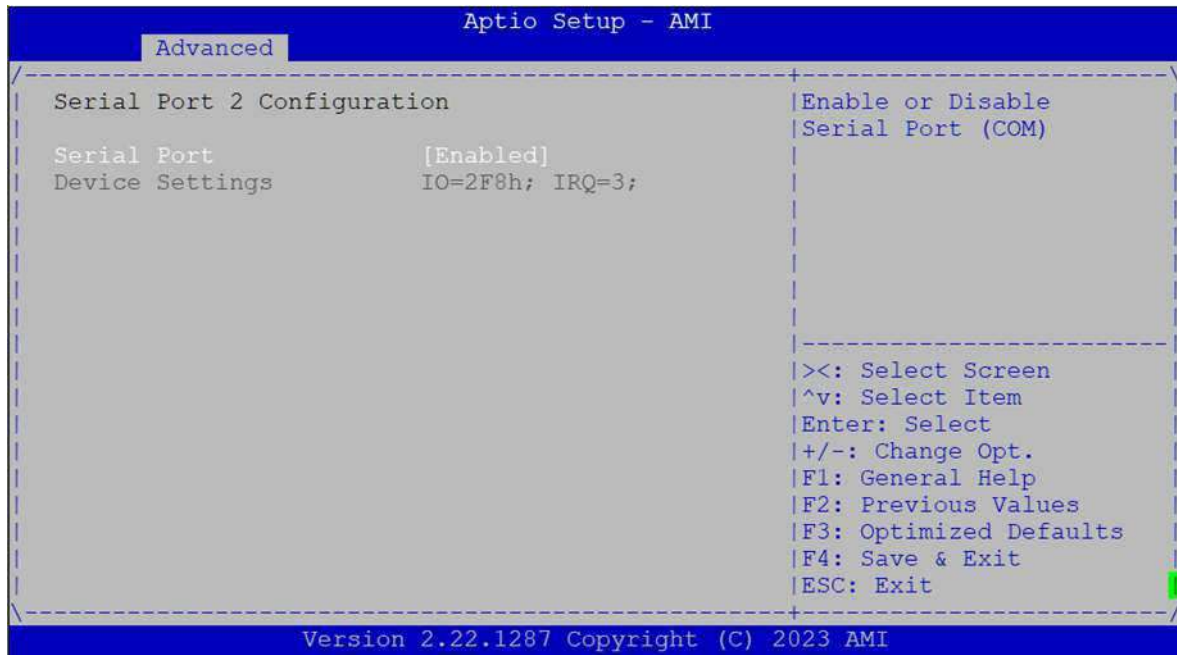 Aptio Setup - AMI
Advanced
Serial Port 2 Configuration
Serial Port [Enabled]
Device Settings IO=2F8h; IRQ=3;
Enable or Disable
Serial Port (COM)
><: Select Screen
^v: Select Item
Enter: Select
+/-: Change Opt.
F1: General Help
F2: Previous Values
F3: Optimized Defaults
F4: Save & Exit
ESC: Exit
Version 2.22.1287 Copyright (C) 2023 AMI